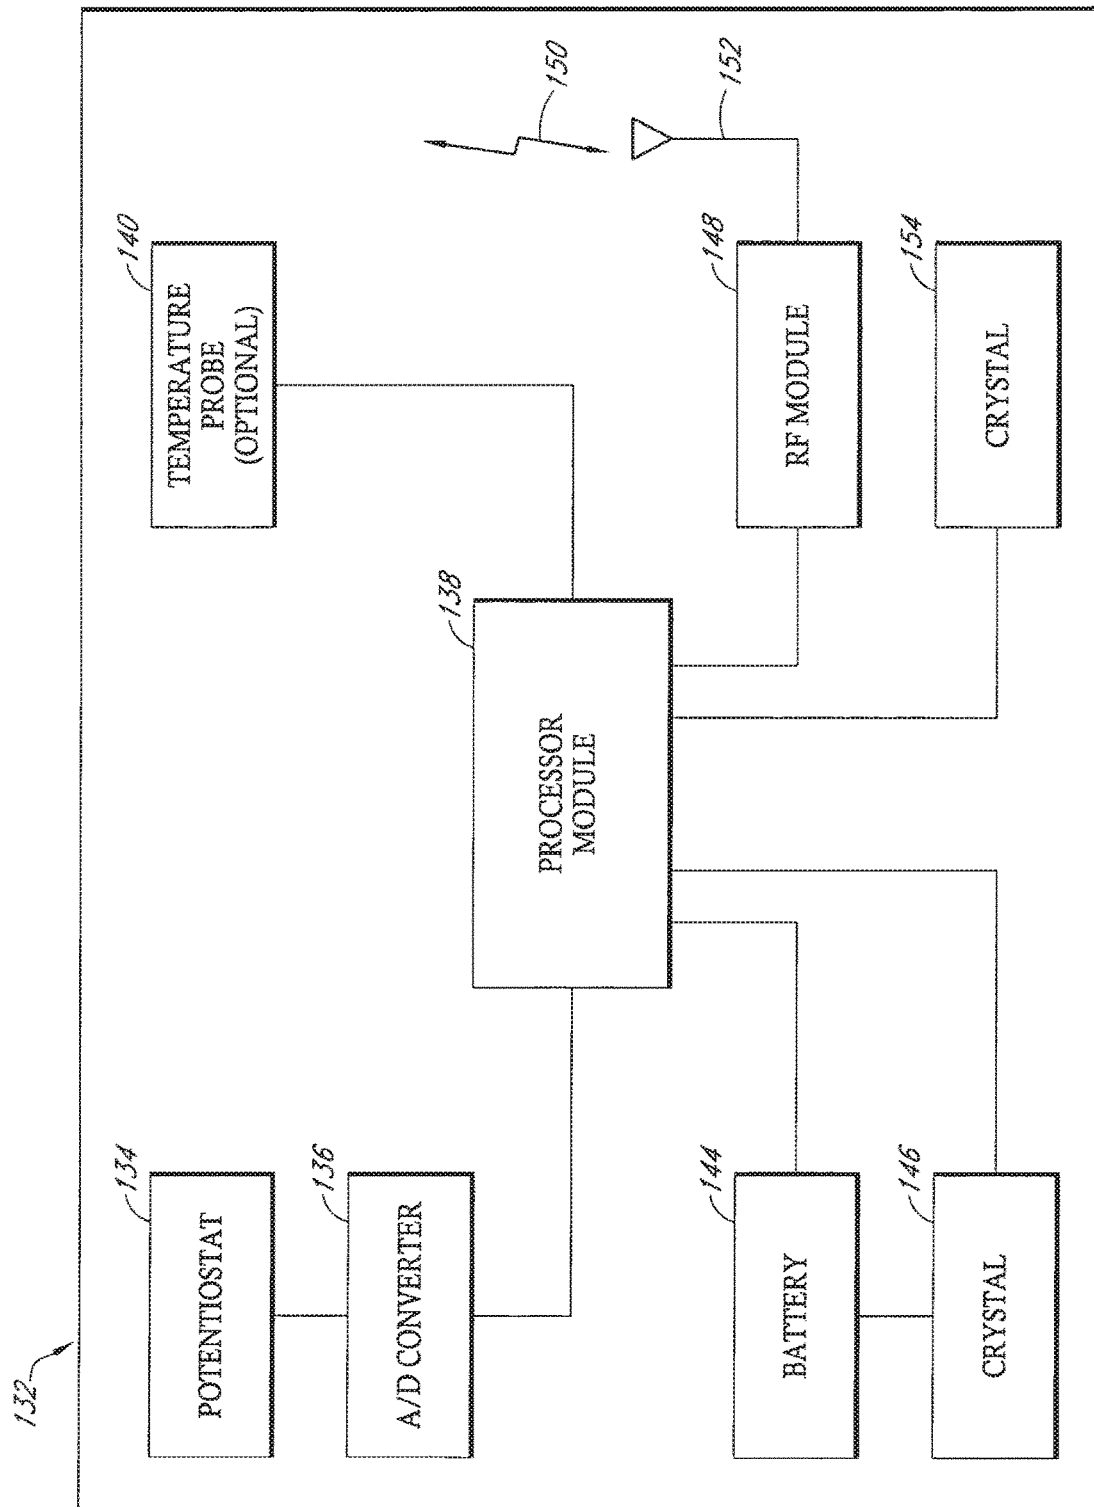 132
134
POTENTIOSTAT
136
A/D CONVERTER
138
PROCESSOR
MODULE
140
TEMPERATURE
PROBE
(OPTIONAL)
144
BATTERY
146
CRYSTAL
148
RF MODULE
150
152
154
CRYSTAL